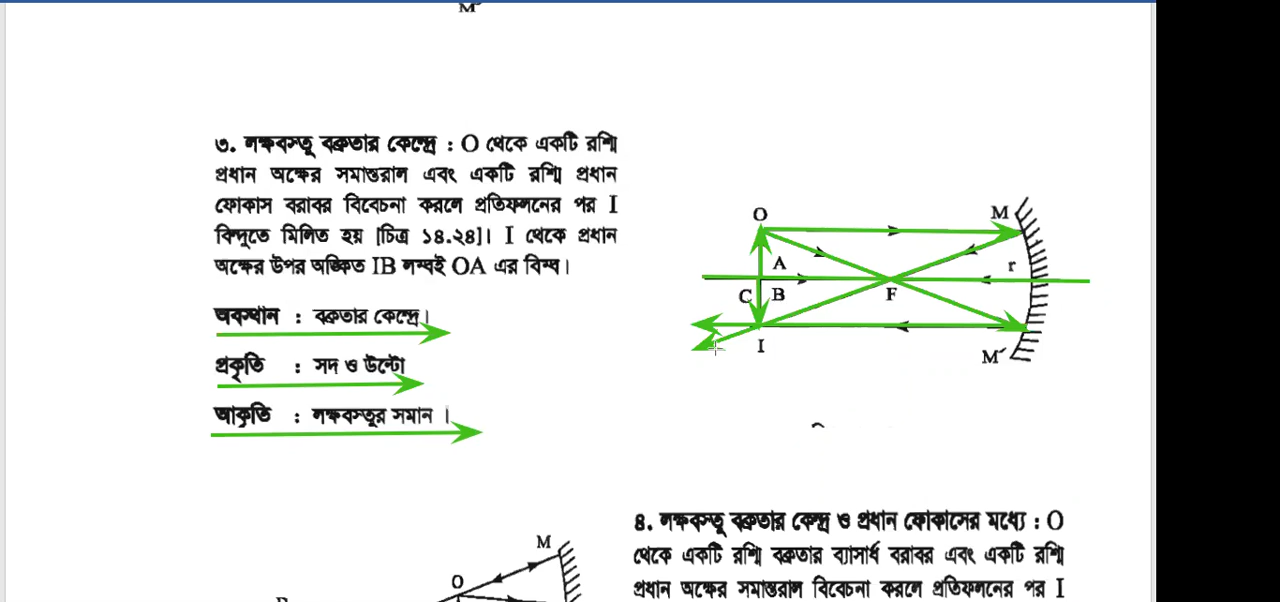 M´
৩. লক্ষবস্তু বক্রতার কেন্দ্রে : O থেকে একটি রশ্মি
প্রধান অক্ষের সমান্তরাল এবং একটি রশ্মি প্রধান
ফোকাস বরাবর বিবেচনা করলে প্রতিফলনের পর I
বিন্দুতে মিলিত হয় [চিত্র ১৪.২৪]। I থেকে প্রধান
অক্ষের উপর অঙ্কিত IB লম্বই OA এর বিম্ব।
অবস্থান : বক্রতার কেন্দ্রে।
প্রকৃতি : সদ ও উল্টো
আকৃতি : লক্ষবস্তুর সমান ।
O
M
A
r
C
B
F
I
M´
৪. লক্ষবস্তু বক্রতার কেন্দ্র ও প্রধান ফোকাসের মধ্যে : O
থেকে একটি রশ্মি বক্রতার ব্যাসার্ধ বরাবর এবং একটি রশ্মি
প্রধান অক্ষের সমান্তরাল বিবেচনা করলে প্রতিফলনের পর I
M
O